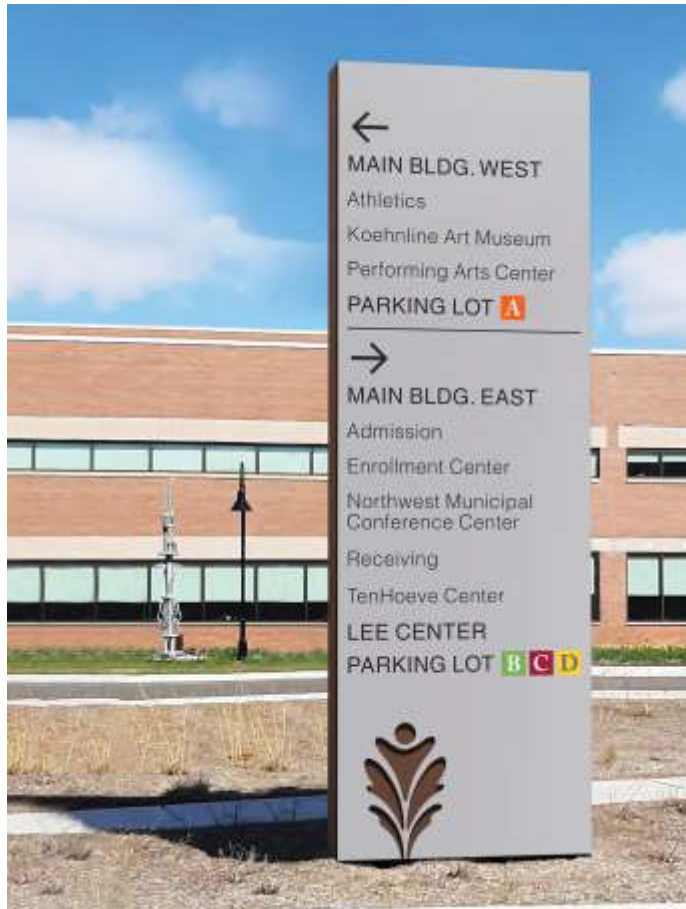 ←
MAIN BLDG. WEST
Athletics
Koehnline Art Museum
Performing Arts Center
PARKING LOT A
→
MAIN BLDG. EAST
Admission
Enrollment Center
Northwest Municipal
Conference Center
Receiving
TenHoeve Center
LEE CENTER
PARKING LOT B C D